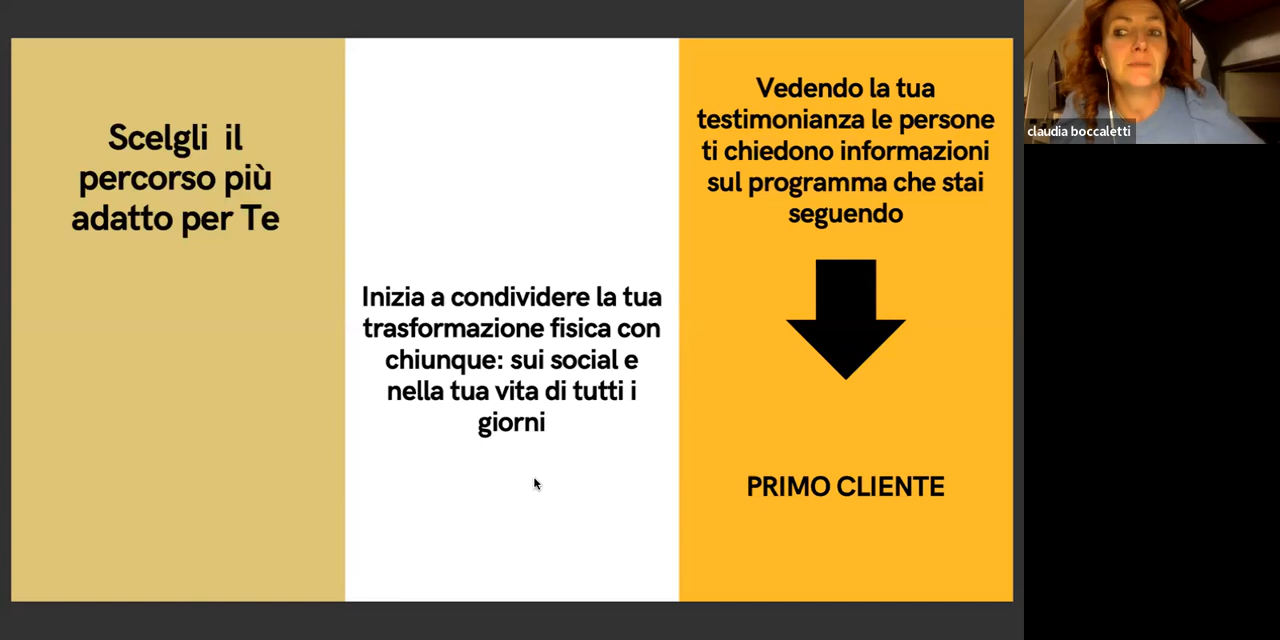 Scelgli  il
percorso più
adatto per Te
Inizia a condividere la tua
trasformazione fisica con
chiunque: sui social e
nella tua vita di tutti i
giorni
Vedendo la tua
testimonianza le persone
ti chiedono informazioni
sul programma che stai
seguendo
PRIMO CLIENTE
claudia boccaletti